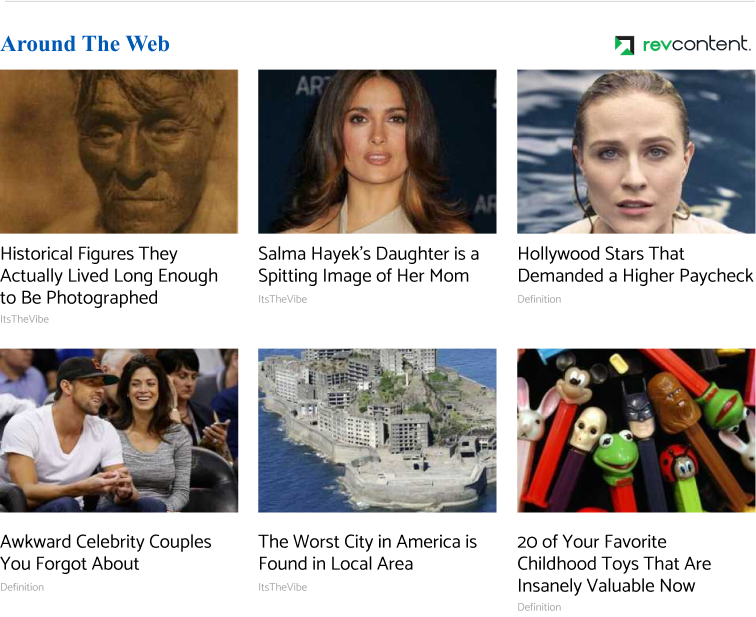 Around The Web
revcontent.
ART
AR
Historical Figures They
Actually Lived Long Enough
to Be Photographed
ItsTheVibe
Salma Hayek's Daughter is a
Spitting Image of Her Mom
ItsTheVibe
Hollywood Stars That
Demanded a Higher Paycheck
Definition
Awkward Celebrity Couples
You Forgot About
Definition
The Worst City in America is
Found in Local Area
ItsTheVibe
20 of Your Favorite
Childhood Toys That Are
Insanely Valuable Now
Definition